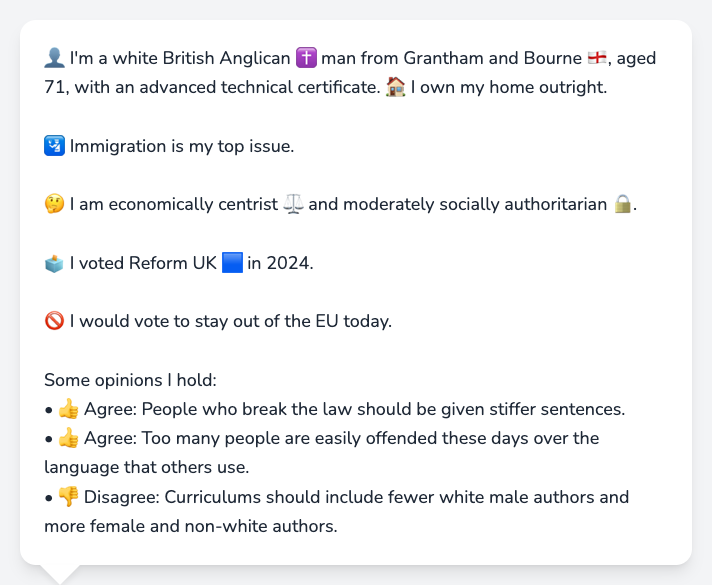 👤 I'm a white British Anglican ✝️ man from Grantham and Bourne 🏴󠁧󠁢󠁥󠁮󠁧󠁿, aged
71, with an advanced technical certificate. 🏠 I own my home outright.
🛂 Immigration is my top issue.
🤔 I am economically centrist ⚖️ and moderately socially authoritarian 🔒.
🗳️ I voted Reform UK 🟦 in 2024.
🚫 I would vote to stay out of the EU today.
Some opinions I hold:
• 👍 Agree: People who break the law should be given stiffer sentences.
• 👍 Agree: Too many people are easily offended these days over the
language that others use.
• 👎 Disagree: Curriculums should include fewer white male authors and
more female and non-white authors.